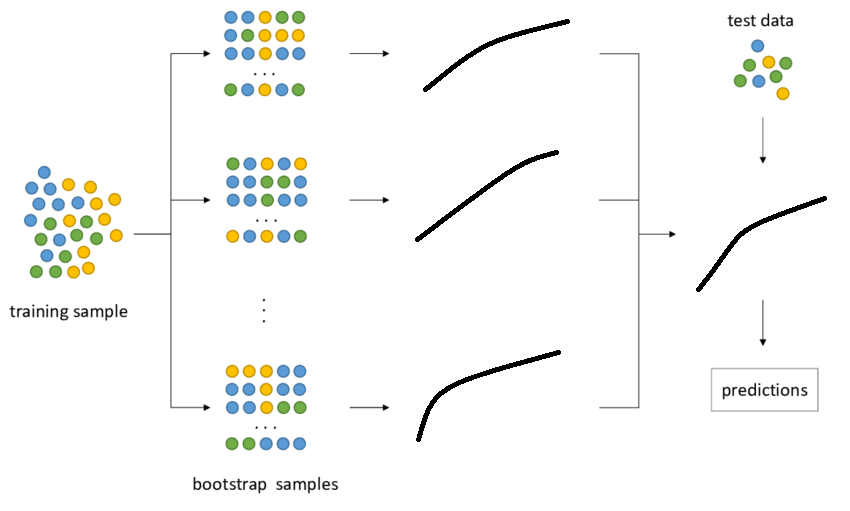 test data
training sample
bootstrap samples
predictions